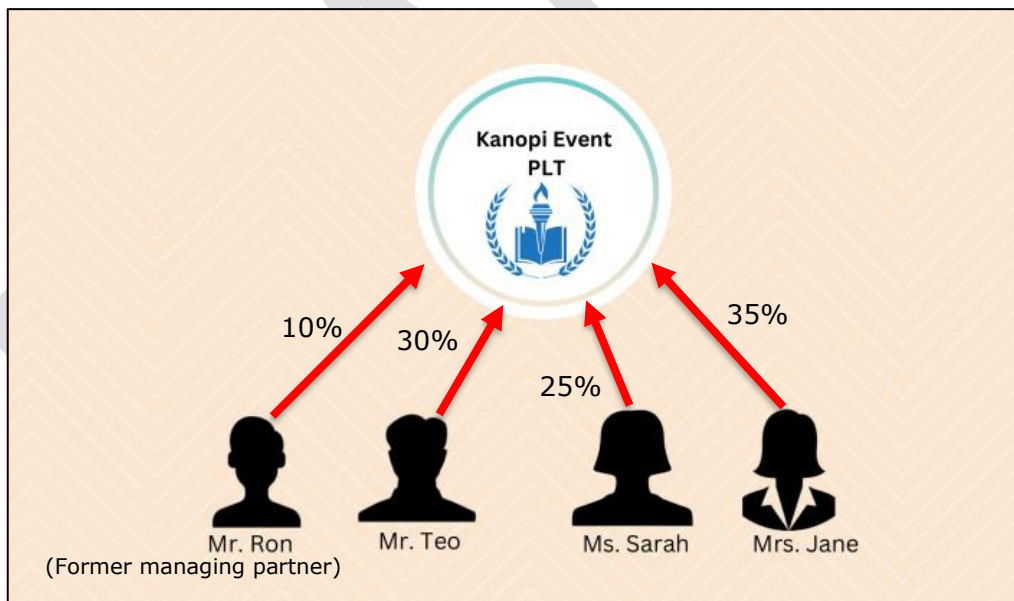 Kanopi Event
PLT
10%
30%
25%
35%
Mr. Ron
Mr. Teo
Ms. Sarah
Mrs. Jane
(Former managing partner)